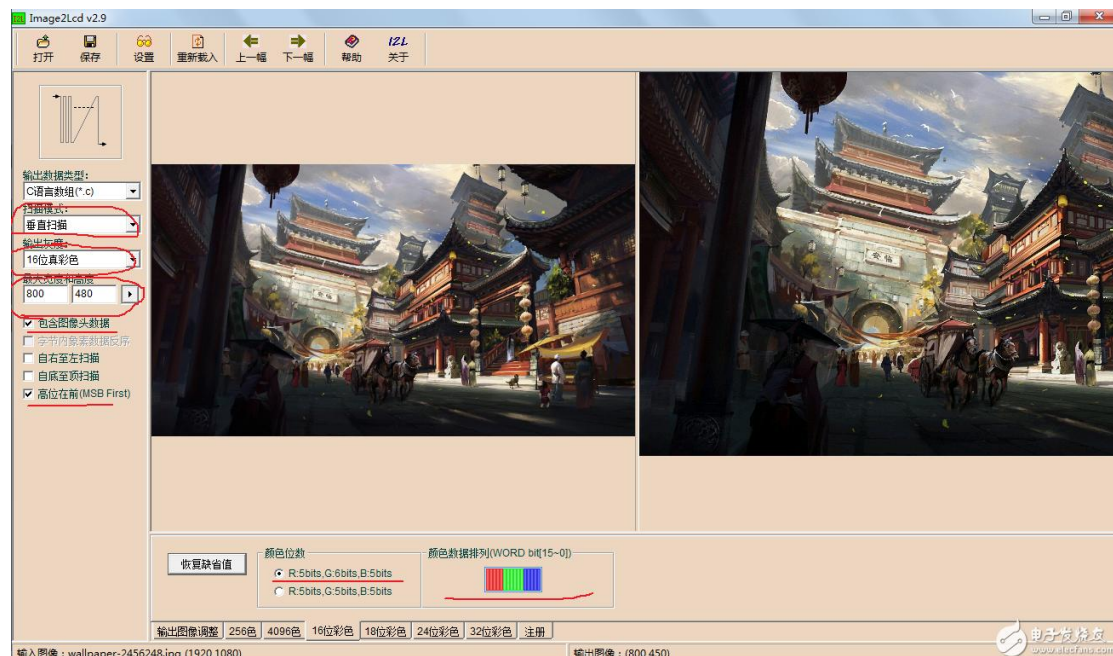 Image2Lcd v2.9
打开 保存 设置 重新载入 上一幅 下一幅 帮助 关于
输出数据类型:
C语言数组(*.c)
扫描模式:
垂直扫描
输出灰度:
16位真彩色
最大宽度和高度
800 480
包含图像头数据
字节内象素数据反序
自右至左扫描
自底至顶扫描
高位在前(MSB First)
安临
安临
恢复缺省值
颜色位数
R:5bits,G:6bits,B:5bits
R:5bits,G:5bits,B:5bits
颜色数据排列(WORD bit[15~0])
输出图像调整 256色 4096色 16位彩色 18位彩色 24位彩色 32位彩色 注册
输入图像:wallpaper-2456248.jpg (1920,1080) 输出图像:(800,450)
电子发烧友
www.elecfans.com